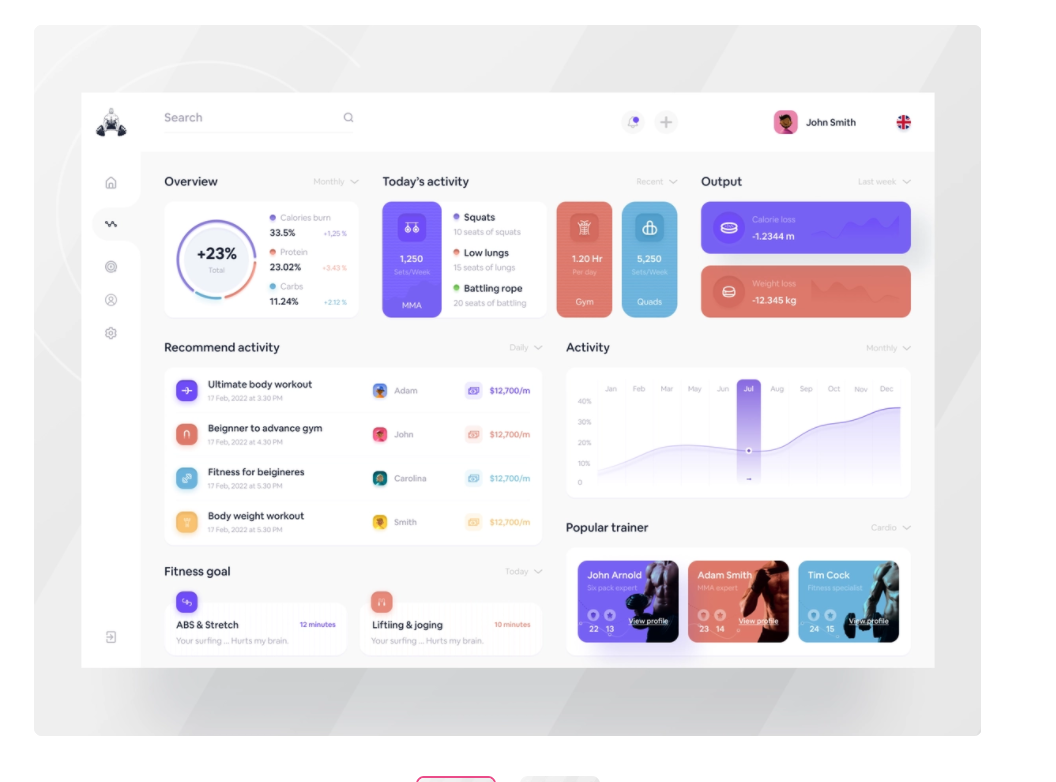 Search
John Smith
Overview
Monthly
+23%
Total
Calories burn
33.5%
+1,25 %
Protein
23.02%
+3.43 %
Carbs
11.24%
+2.12 %
Today's activity
Recent
1,250
Sets/Week
MMA
Squats
10 seats of squats
Low lungs
15 seats of lungs
Battling rope
20 seats of battling
1.20 Hr
Per day
Gym
5,250
Sets/Week
Quads
Output
Last week
Calorie loss
-1.2344 m
Weight loss
-12.345 kg
Recommend activity
Daily
Ultimate body workout
17 Feb, 2022 at 3.30 PM
Adam
$12,700/m
Beignner to advance gym
17 Feb, 2022 at 4.30 PM
John
$12,700/m
Fitness for beigineres
17 Feb, 2022 at 5.30 PM
Carolina
$12,700/m
Body weight workout
17 Feb, 2022 at 5.30 PM
Smith
$12,700/m
Activity
Monthly
Jan Feb Mar May Jun Jul Aug Sep Oct Nov Dec
40%
30%
20%
10%
0
Fitness goal
Today
ABS & Stretch
12 minutes
Your surfing ... Hurts my brain.
Liftiing & joging
10 minutes
Your surfing ... Hurts my brain.
Popular trainer
Cardio
John Arnold
Six pack expert
22 13
View profile
Adam Smith
MMA expert
23 14
View profile
Tim Cock
Fitness specialist
24 15
View profile